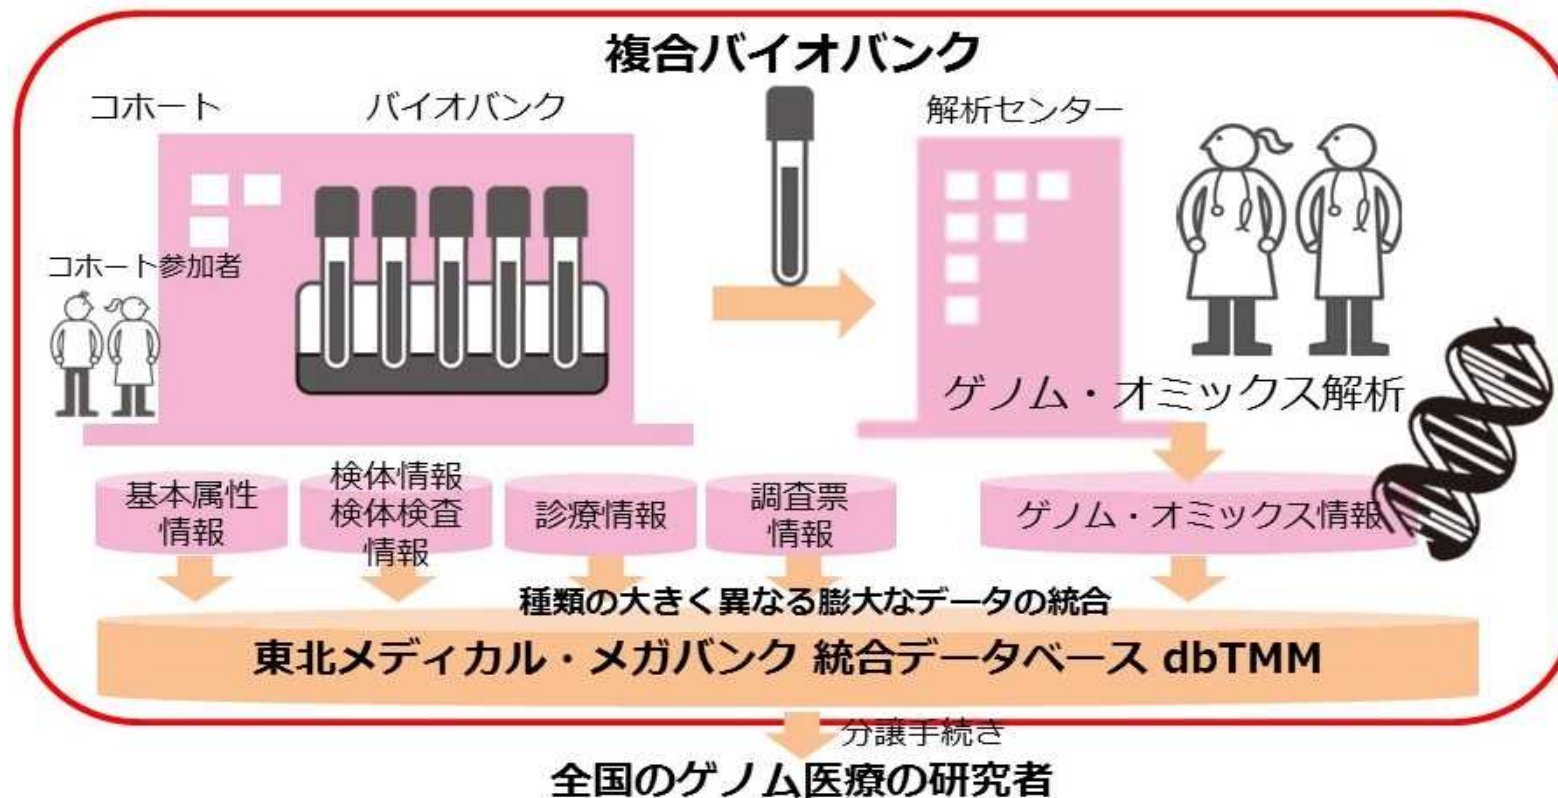 複合バイオバンク
コホート
バイオバンク
解析センター
コホート参加者
ゲノム・オミックス解析
基本属性
情報
検体情報
検体検査
情報
診療情報
調査票
情報
ゲノム・オミックス情報
種類の大きく異なる膨大なデータの統合
東北メディカル・メガバンク 統合データベース dbTMM
分譲手続き
全国のゲノム医療の研究者